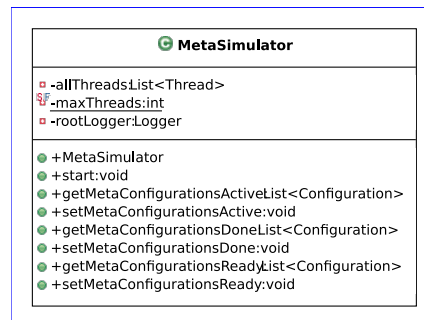 C MetaSimulator
-allThreads:List<Thread>
SF -maxThreads:int
-rootLogger:Logger
+MetaSimulator
+start:void
+getMetaConfigurationsActive:List<Configuration>
+setMetaConfigurationsActive:void
+getMetaConfigurationsDone:List<Configuration>
+setMetaConfigurationsDone:void
+getMetaConfigurationsReady:List<Configuration>
+setMetaConfigurationsReady:void